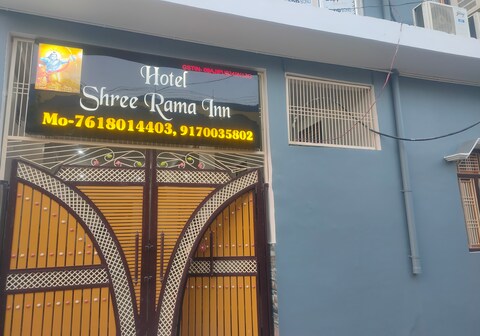 Hotel
Shree Rama Inn
Mo-7618014403, 9170035802